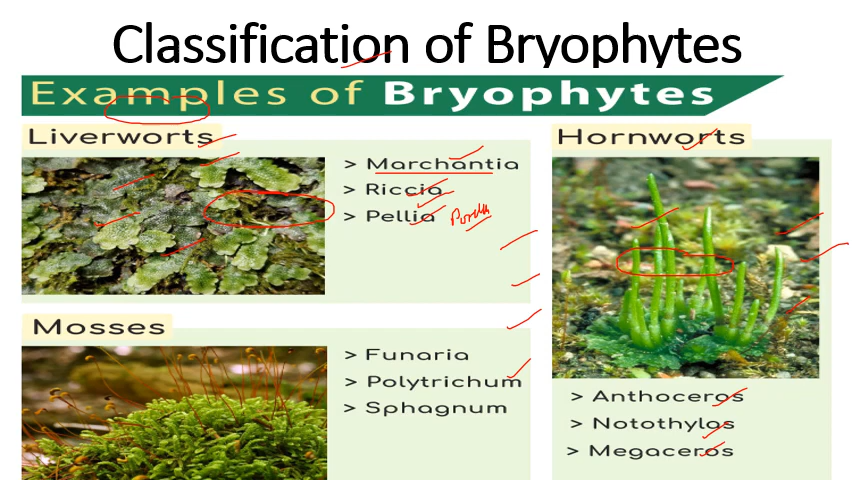 Classification of Bryophytes
Examples of Bryophytes
Liverworts
> Marchantia
> Riccia
> Pellia
Mosses
> Funaria
> Polytrichum
> Sphagnum
Hornworts
> Anthoceros
> Notothylas
> Megaceros